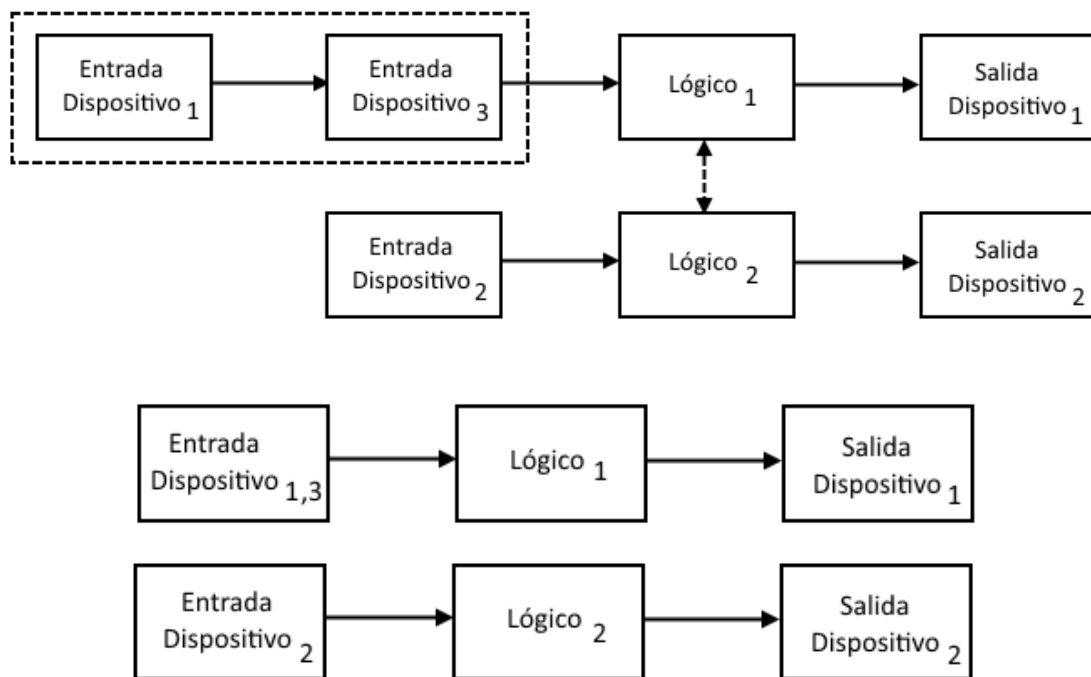 Entrada
Dispositivo 1
Entrada
Dispositivo 3
Lógico 1
Salida
Dispositivo 1
Entrada
Dispositivo 2
Lógico 2
Salida
Dispositivo 2
Entrada
Dispositivo 1,3
Lógico 1
Salida
Dispositivo 1
Entrada
Dispositivo 2
Lógico 2
Salida
Dispositivo 2